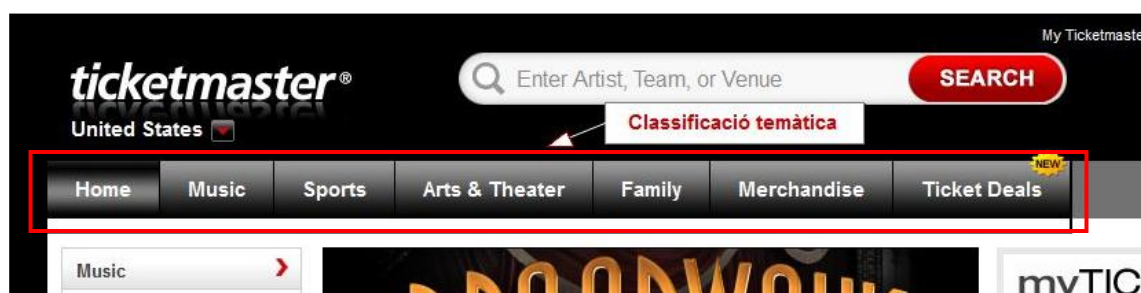 My Ticketmaste
ticketmaster®
Enter Artist, Team, or Venue
SEARCH
United States
Classificació temàtica
NEW
Home Music Sports Arts & Theater Family Merchandise Ticket Deals
Music
BROADWAY
myTIC